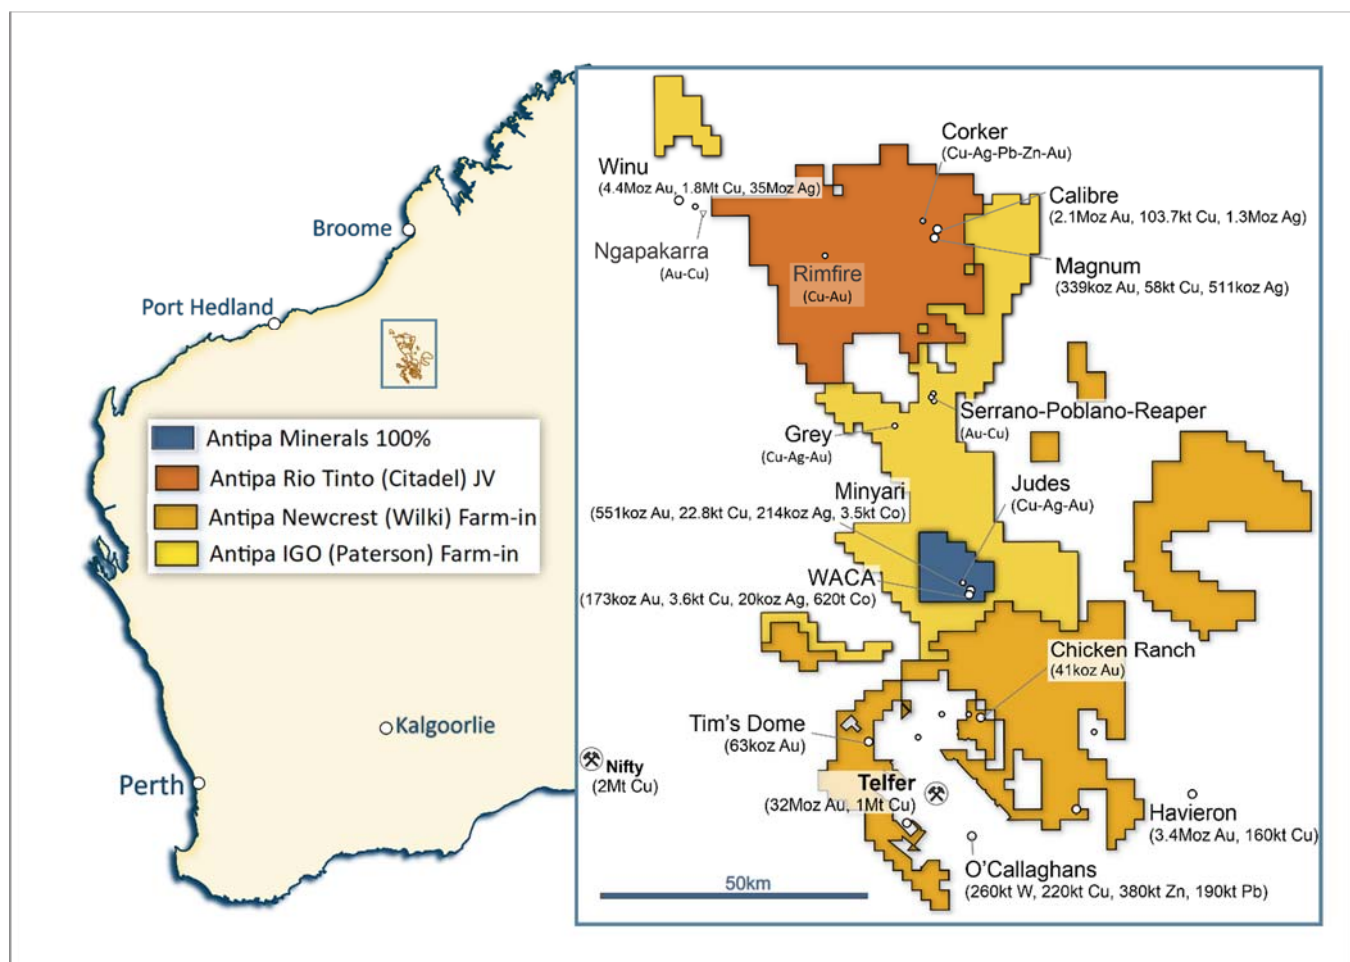 Broome
Port Hedland
Kalgoorlie
Perth
Antipa Minerals 100%
Antipa Rio Tinto (Citadel) JV
Antipa Newcrest (Wilki) Farm-in
Antipa IGO (Paterson) Farm-in
Corker
(Cu-Ag-Pb-Zn-Au)
Winu
(4.4Moz Au, 1.8Mt Cu, 35Moz Ag)
Calibre
(2.1Moz Au, 103.7kt Cu, 1.3Moz Ag)
Ngapakarra
(Au-Cu)
Rimfire
(Cu-Au)
Magnum
(339koz Au, 58kt Cu, 511koz Ag)
Serrano-Poblano-Reaper
(Au-Cu)
Grey
(Cu-Ag-Au)
Judes
(Cu-Ag-Au)
Minyari
(551koz Au, 22.8kt Cu, 214koz Ag, 3.5kt Co)
WACA
(173koz Au, 3.6kt Cu, 20koz Ag, 620t Co)
Chicken Ranch
(41koz Au)
Tim's Dome
(63koz Au)
Nifty
(2Mt Cu)
Telfer
(32Moz Au, 1Mt Cu)
Havieron
(3.4Moz Au, 160kt Cu)
O'Callaghans
(260kt W, 220kt Cu, 380kt Zn, 190kt Pb)
50km